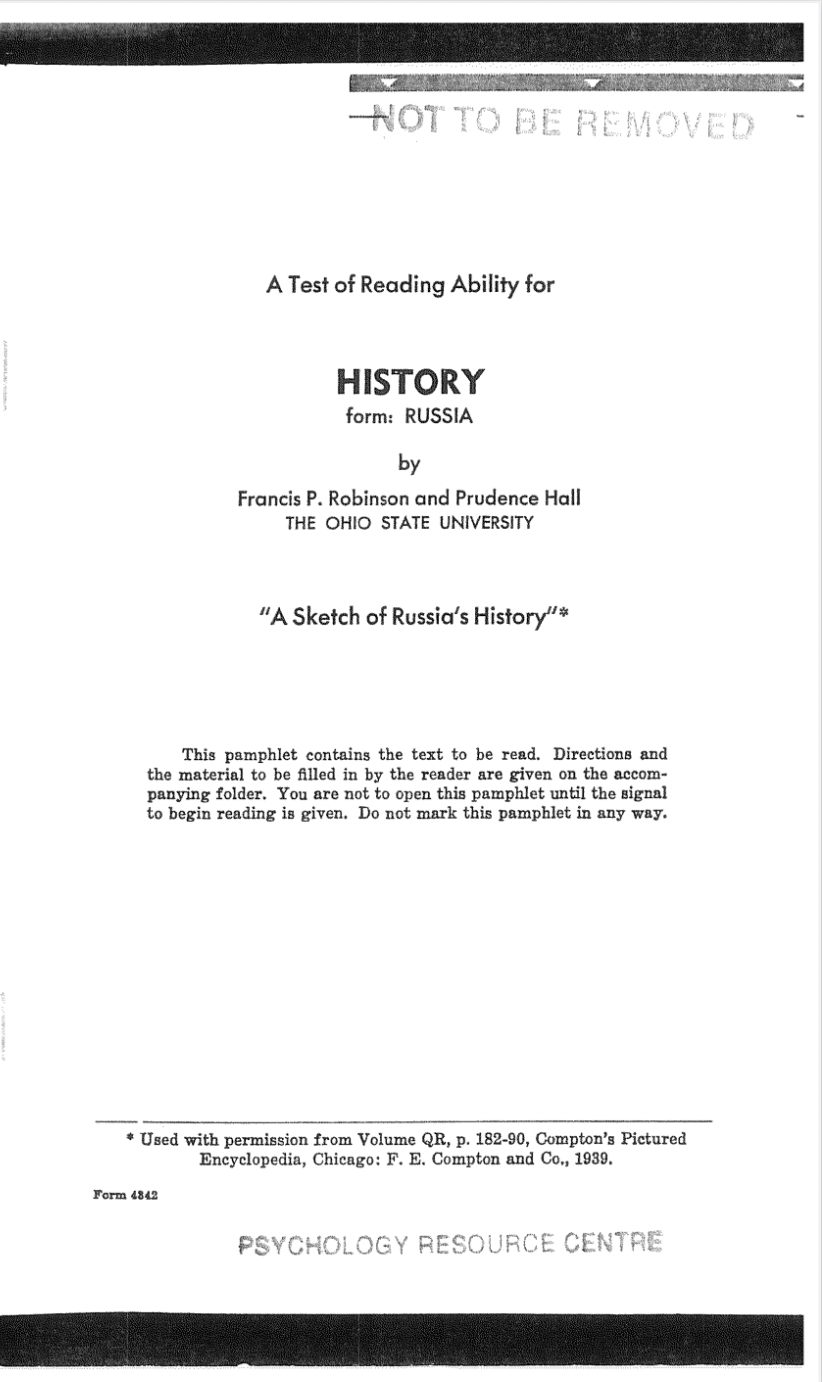 NOT TO BE REMOVED
A Test of Reading Ability for
HISTORY
form: RUSSIA
by
Francis P. Robinson and Prudence Hall
THE OHIO STATE UNIVERSITY
"A Sketch of Russia's History"*
This pamphlet contains the text to be read. Directions and
the material to be filled in by the reader are given on the accom-
panying folder. You are not to open this pamphlet until the signal
to begin reading is given. Do not mark this pamphlet in any way.
* Used with permission from Volume QR, p. 182-90, Compton's Pictured
Encyclopedia, Chicago: F. E. Compton and Co., 1939.
Form 4842
PSYCHOLOGY RESOURCE CENTRE